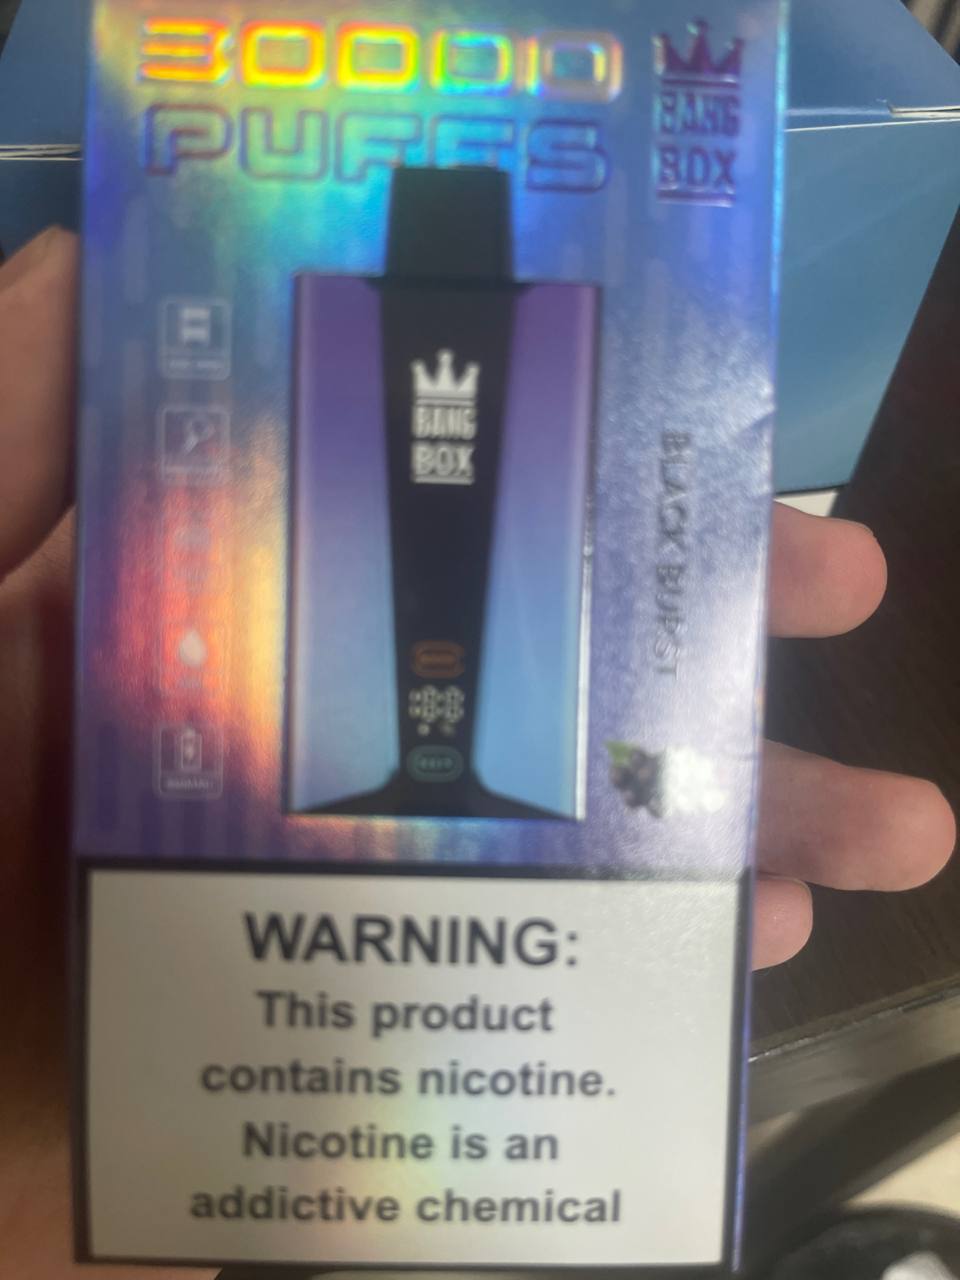 30000
PUFFS
BANG
BOX
BANG
BOX
BLACK BURST
WARNING:
This product
contains nicotine.
Nicotine is an
addictive chemical